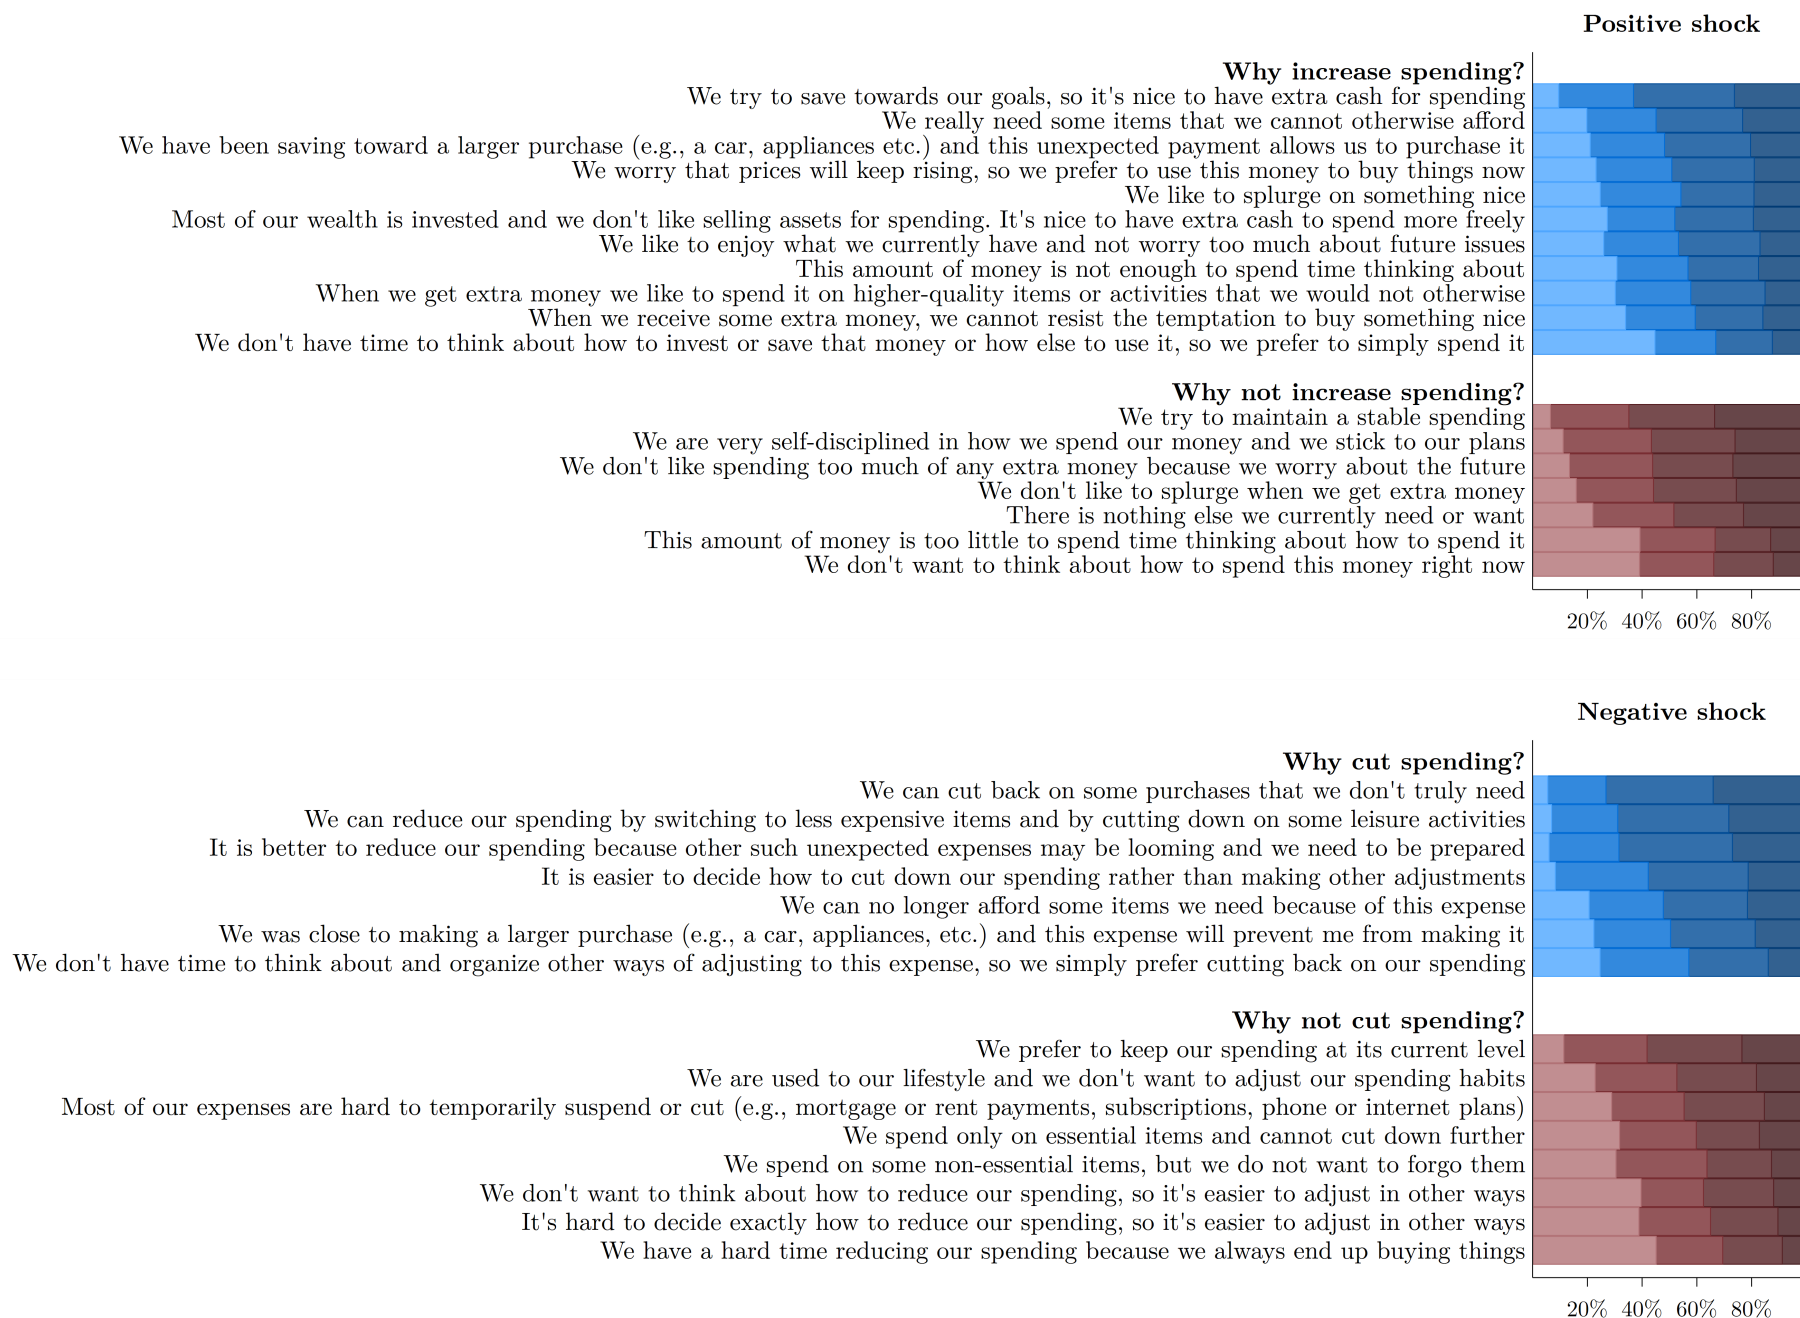 Positive shock
Why increase spending?
We try to save towards our goals, so it's nice to have extra cash for spending
We really need some items that we cannot otherwise afford
We have been saving toward a larger purchase (e.g., a car, appliances etc.) and this unexpected payment allows us to purchase it
We worry that prices will keep rising, so we prefer to use this money to buy things now
We like to splurge on something nice
Most of our wealth is invested and we don't like selling assets for spending. It's nice to have extra cash to spend more freely
We like to enjoy what we currently have and not worry too much about future issues
This amount of money is not enough to spend time thinking about
When we get extra money we like to spend it on higher-quality items or activities that we would not otherwise
When we receive some extra money, we cannot resist the temptation to buy something nice
We don't have time to think about how to invest or save that money or how else to use it, so we prefer to simply spend it
Why not increase spending?
We try to maintain a stable spending
We are very self-disciplined in how we spend our money and we stick to our plans
We don't like spending too much of any extra money because we worry about the future
We don't like to splurge when we get extra money
There is nothing else we currently need or want
This amount of money is too little to spend time thinking about how to spend it
We don't want to think about how to spend this money right now
20% 40% 60% 80%
Negative shock
Why cut spending?
We can cut back on some purchases that we don't truly need
We can reduce our spending by switching to less expensive items and by cutting down on some leisure activities
It is better to reduce our spending because other such unexpected expenses may be looming and we need to be prepared
It is easier to decide how to cut down our spending rather than making other adjustments
We can no longer afford some items we need because of this expense
We was close to making a larger purchase (e.g., a car, appliances, etc.) and this expense will prevent me from making it
We don't have time to think about and organize other ways of adjusting to this expense, so we simply prefer cutting back on our spending
Why not cut spending?
We prefer to keep our spending at its current level
We are used to our lifestyle and we don't want to adjust our spending habits
Most of our expenses are hard to temporarily suspend or cut (e.g., mortgage or rent payments, subscriptions, phone or internet plans)
We spend only on essential items and cannot cut down further
We spend on some non-essential items, but we do not want to forgo them
We don't want to think about how to reduce our spending, so it's easier to adjust in other ways
It's hard to decide exactly how to reduce our spending, so it's easier to adjust in other ways
We have a hard time reducing our spending because we always end up buying things
20% 40% 60% 80%